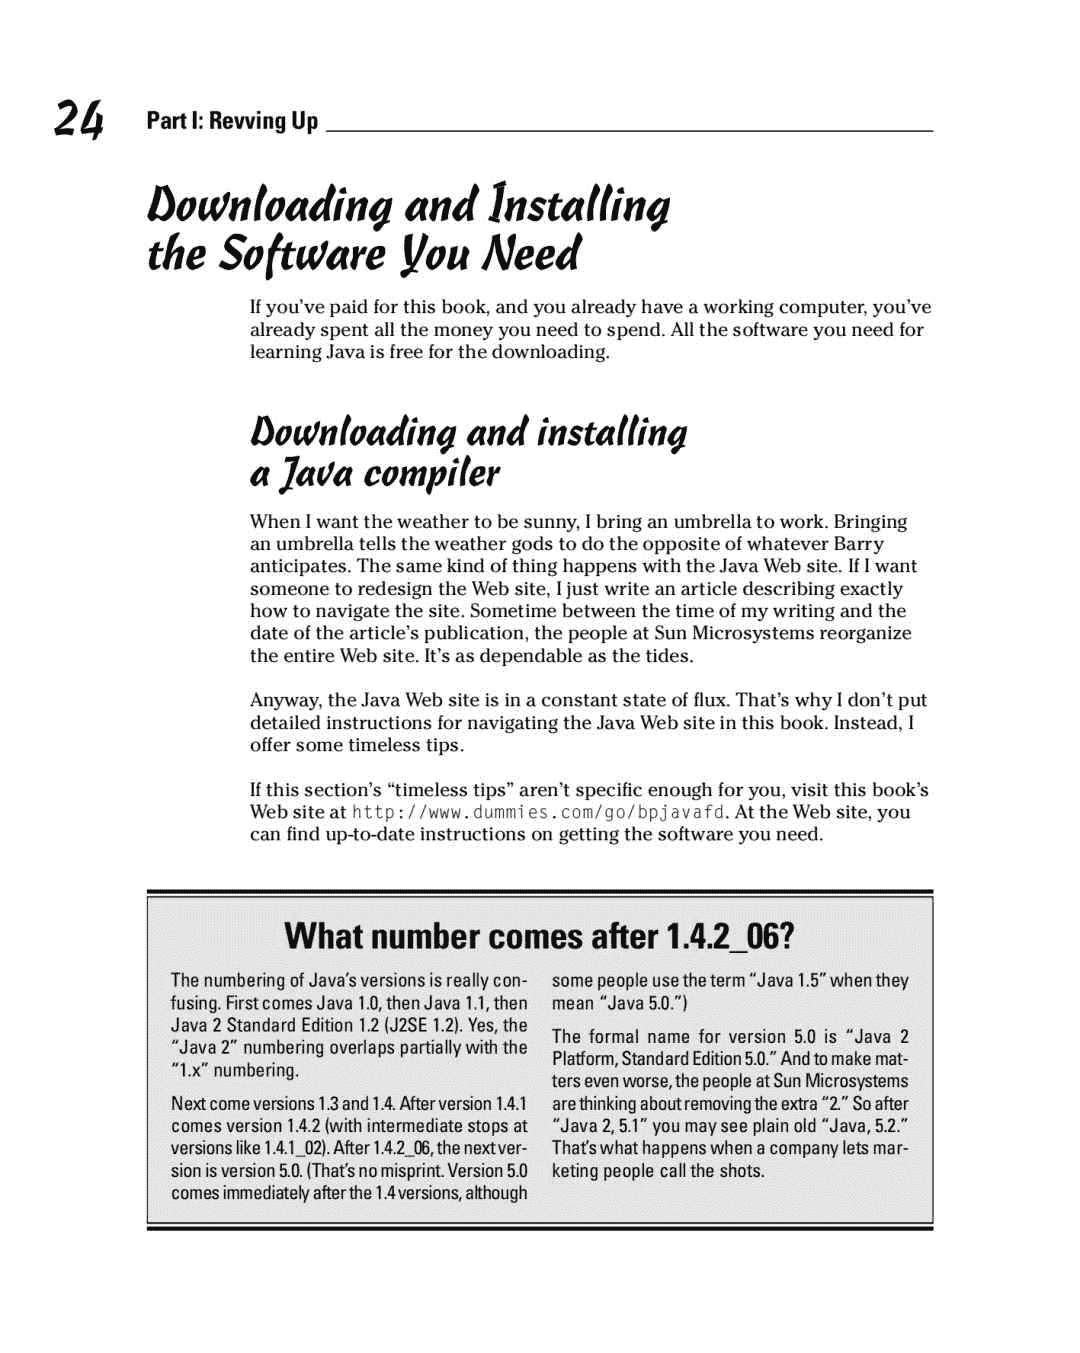 24
Part I: Revving Up
Downloading and Installing
the Software You Need
If you’ve paid for this book, and you already have a working computer, you’ve
already spent all the money you need to spend. All the software you need for
learning Java is free for the downloading.
Downloading and installing
a Java compiler
When I want the weather to be sunny, I bring an umbrella to work. Bringing
an umbrella tells the weather gods to do the opposite of whatever Barry
anticipates. The same kind of thing happens with the Java Web site. If I want
someone to redesign the Web site, I just write an article describing exactly
how to navigate the site. Sometime between the time of my writing and the
date of the article’s publication, the people at Sun Microsystems reorganize
the entire Web site. It’s as dependable as the tides.
Anyway, the Java Web site is in a constant state of flux. That’s why I don’t put
detailed instructions for navigating the Java Web site in this book. Instead, I
offer some timeless tips.
If this section’s “timeless tips” aren’t specific enough for you, visit this book’s
Web site at http://www.dummies.com/go/bpjavafd. At the Web site, you
can find up-to-date instructions on getting the software you need.
What number comes after 1.4.2_06?
The numbering of Java’s versions is really con-
fusing. First comes Java 1.0, then Java 1.1, then
Java 2 Standard Edition 1.2 (J2SE 1.2). Yes, the
“Java 2” numbering overlaps partially with the
“1.x” numbering.
Next come versions 1.3 and 1.4. After version 1.4.1
comes version 1.4.2 (with intermediate stops at
versions like 1.4.1_02). After 1.4.2_06, the next ver-
sion is version 5.0. (That’s no misprint. Version 5.0
comes immediately after the 1.4 versions, although
some people use the term “Java 1.5” when they
mean “Java 5.0.”)
The formal name for version 5.0 is “Java 2
Platform, Standard Edition 5.0.” And to make mat-
ters even worse, the people at Sun Microsystems
are thinking about removing the extra “2.” So after
“Java 2, 5.1” you may see plain old “Java, 5.2.”
That’s what happens when a company lets mar-
keting people call the shots.